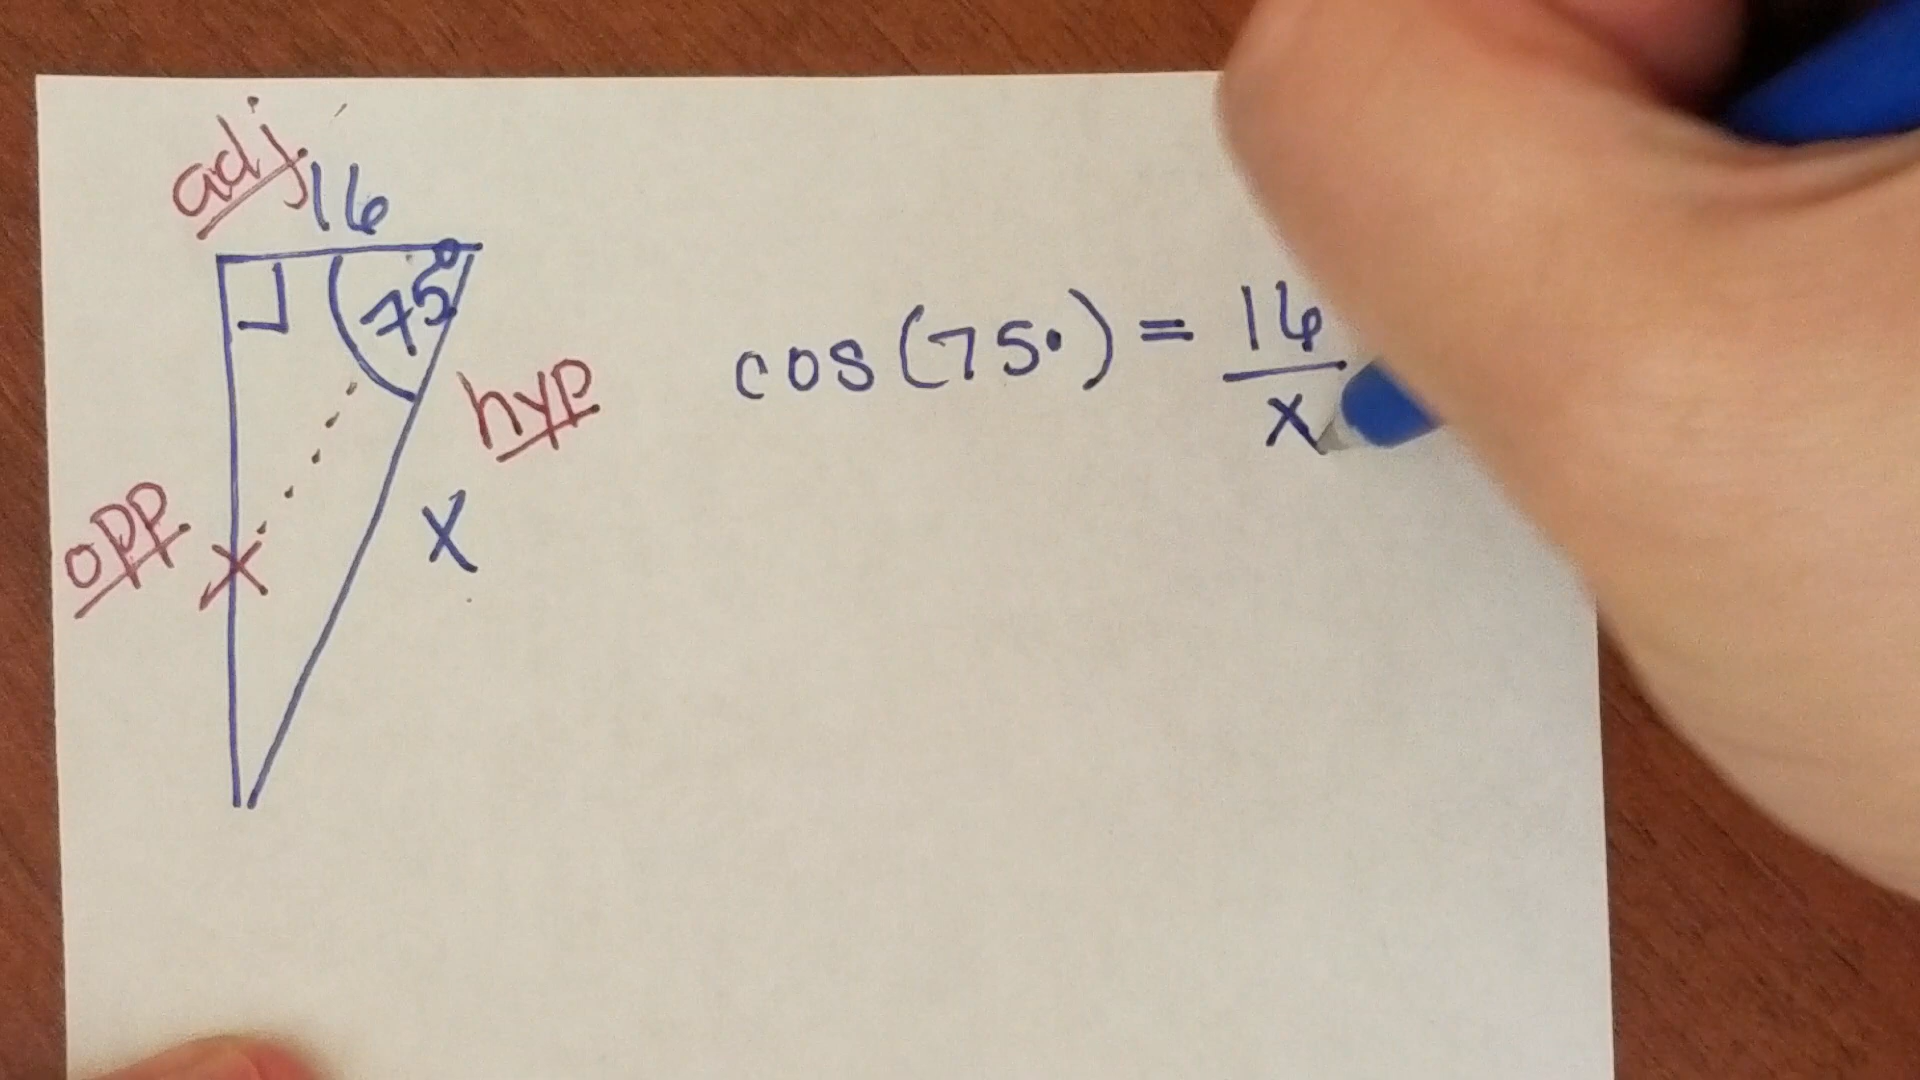 adj
16
75°
hyp
opp
X
cos(75°) = 16/x